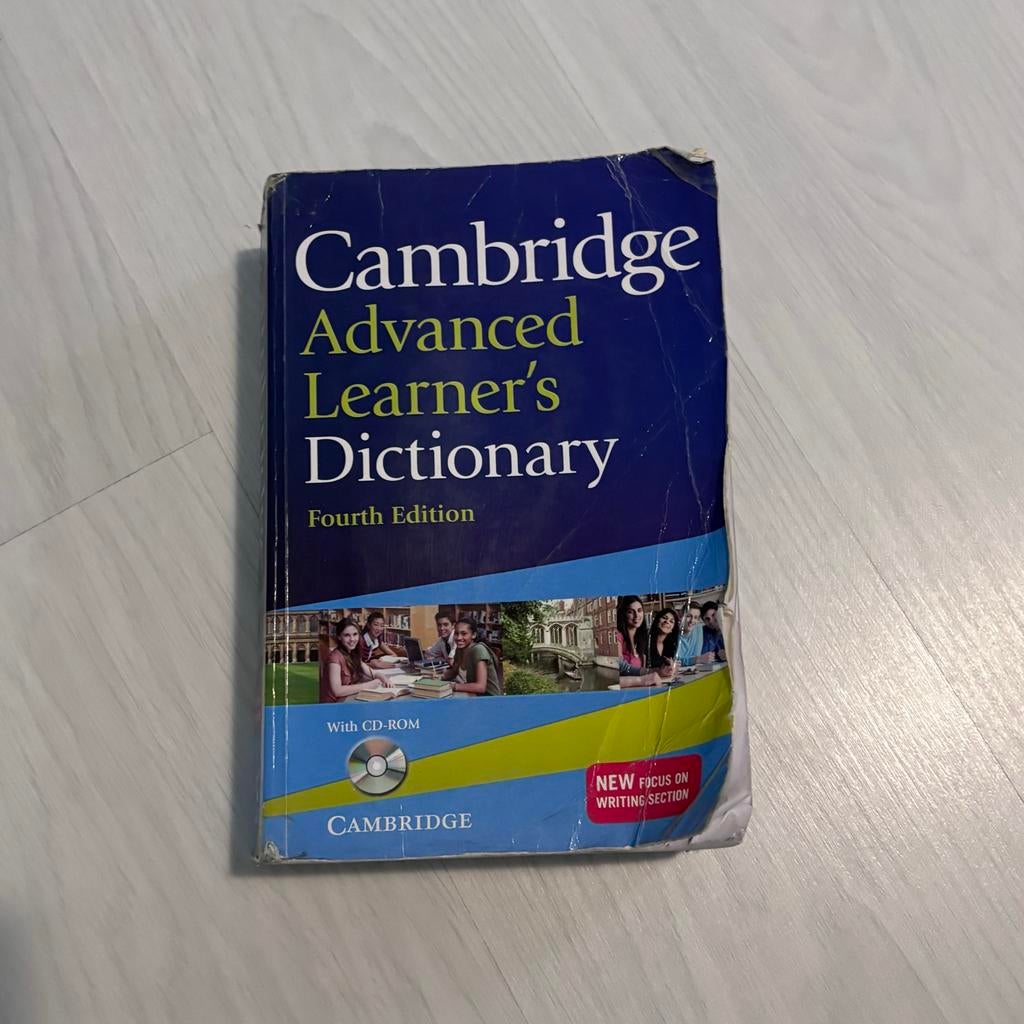 Cambridge
Advanced
Learner's
Dictionary
Fourth Edition
With CD-ROM
NEW FOCUS ON
WRITING SECTION
CAMBRIDGE